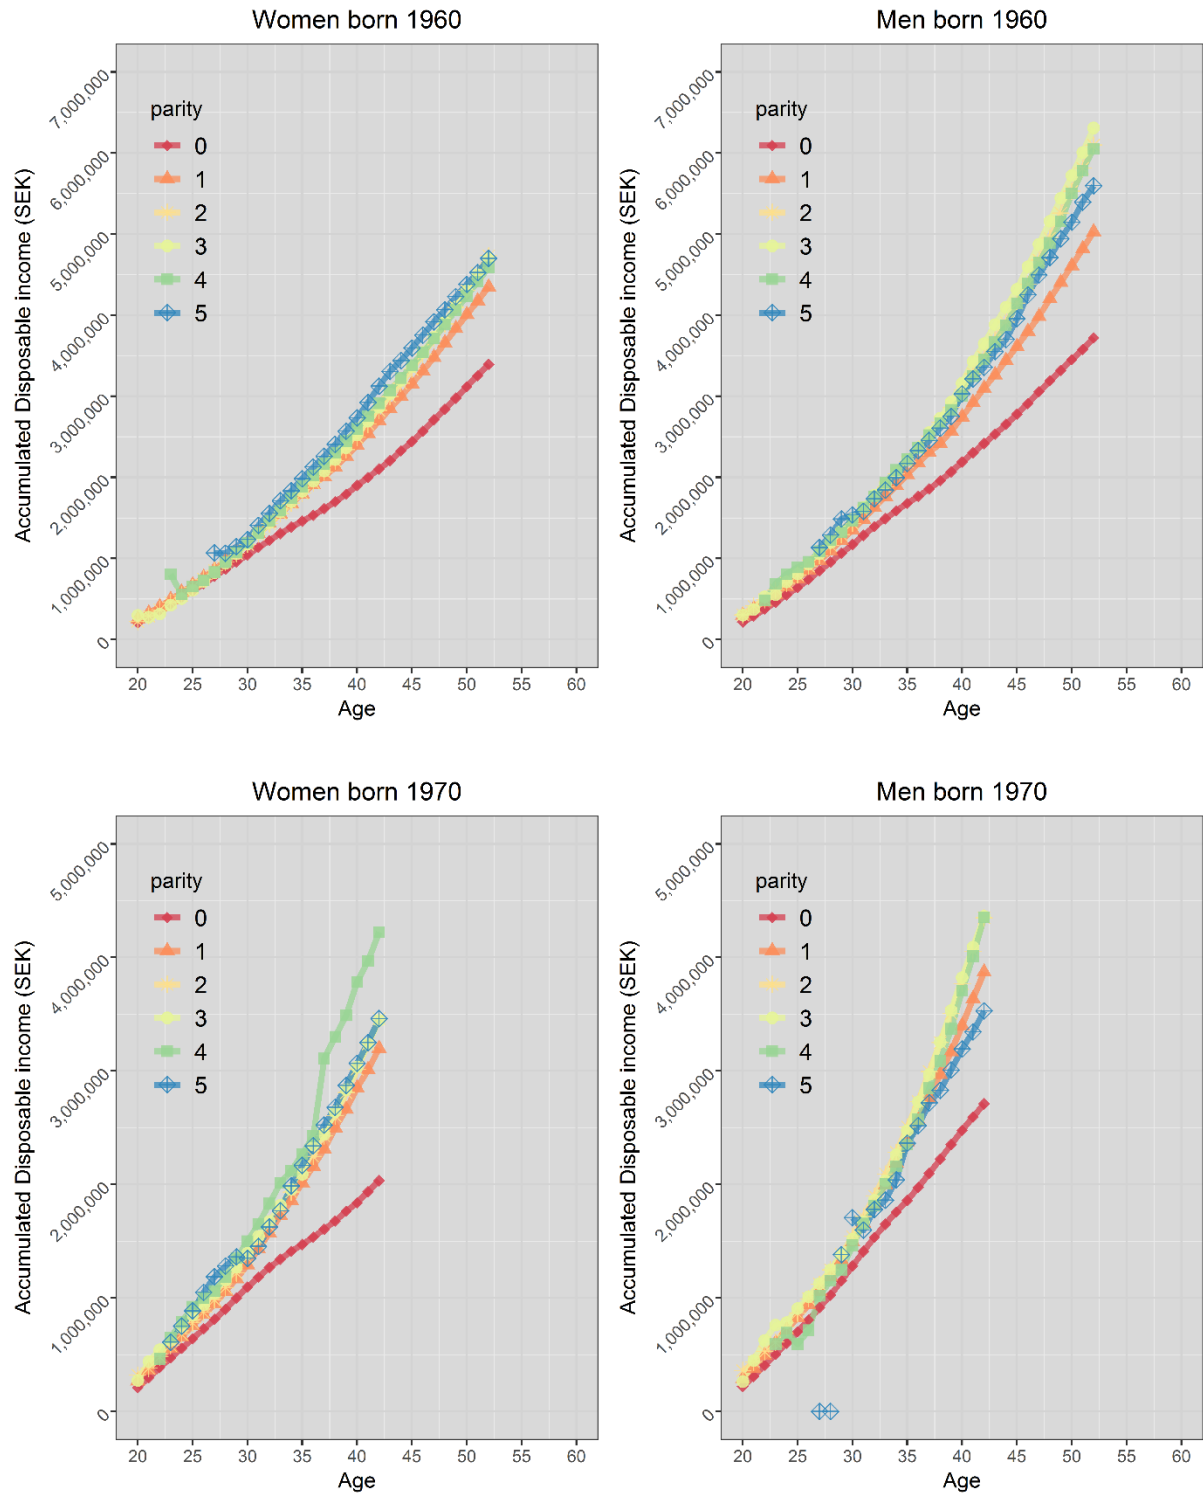 Women born 1960
Accumulated Disposable income (SEK)
7,000,000
6,000,000
5,000,000
4,000,000
3,000,000
2,000,000
1,000,000
0
parity
0
1
2
3
4
5
20 25 30 35 40 45 50 55 60
Age
Men born 1960
Accumulated Disposable income (SEK)
7,000,000
6,000,000
5,000,000
4,000,000
3,000,000
2,000,000
1,000,000
0
parity
0
1
2
3
4
5
20 25 30 35 40 45 50 55 60
Age
Women born 1970
Accumulated Disposable income (SEK)
5,000,000
4,000,000
3,000,000
2,000,000
1,000,000
0
parity
0
1
2
3
4
5
20 25 30 35 40 45 50 55 60
Age
Men born 1970
Accumulated Disposable income (SEK)
5,000,000
4,000,000
3,000,000
2,000,000
1,000,000
0
parity
0
1
2
3
4
5
20 25 30 35 40 45 50 55 60
Age